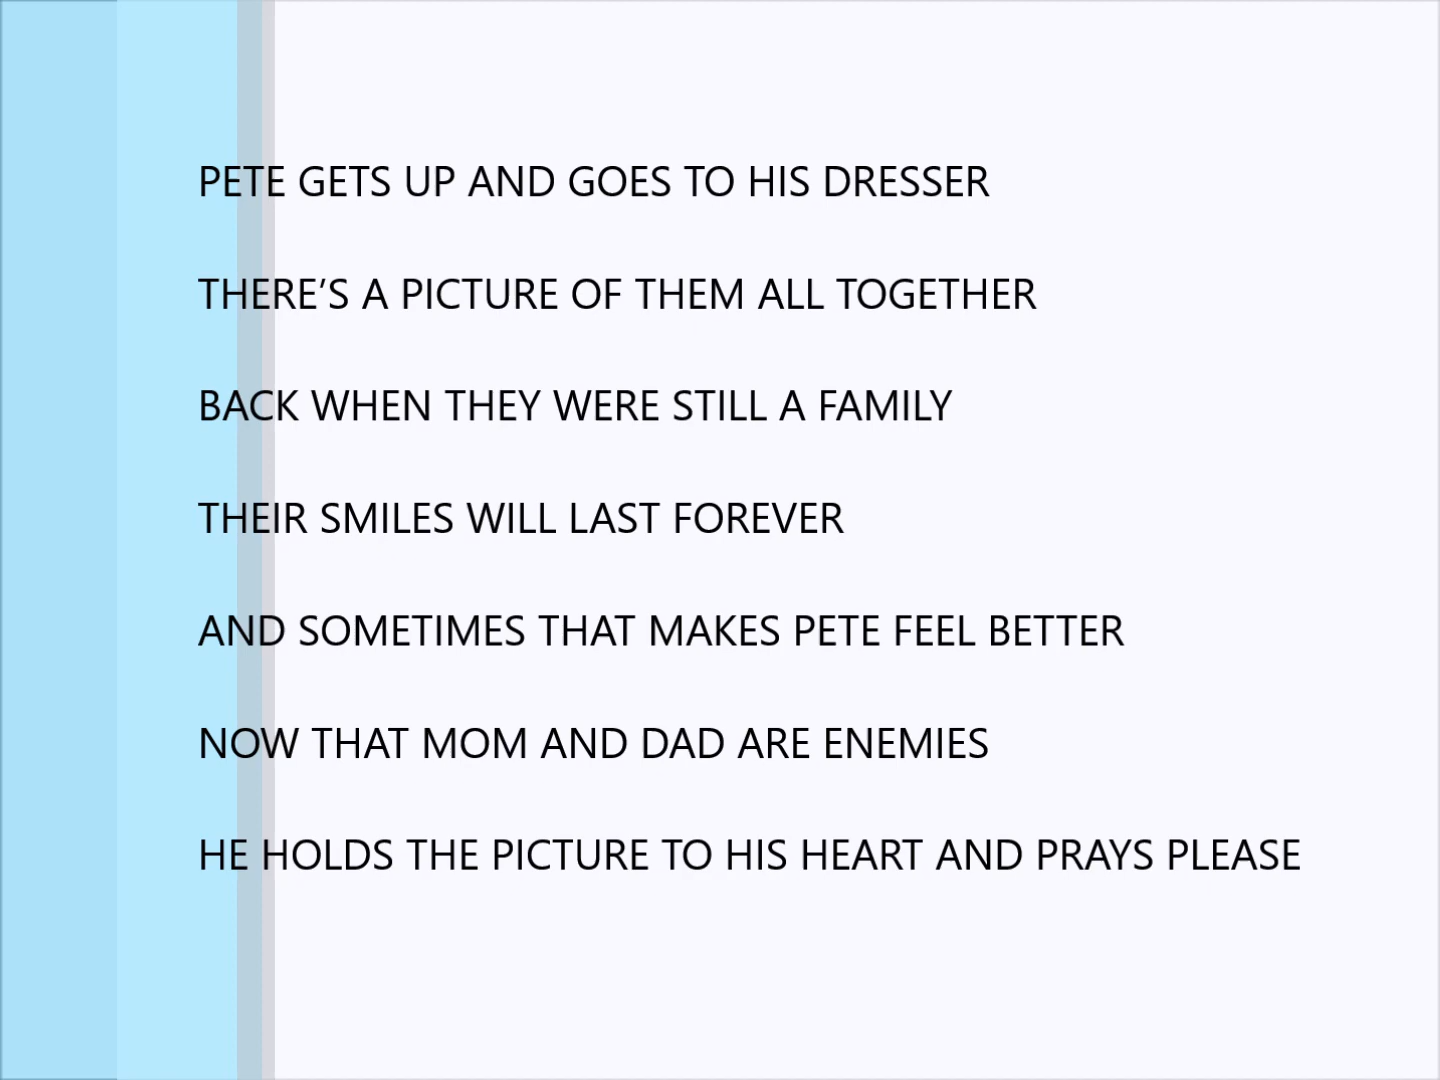 PETE GETS UP AND GOES TO HIS DRESSER
THERE’S A PICTURE OF THEM ALL TOGETHER
BACK WHEN THEY WERE STILL A FAMILY
THEIR SMILES WILL LAST FOREVER
AND SOMETIMES THAT MAKES PETE FEEL BETTER
NOW THAT MOM AND DAD ARE ENEMIES
HE HOLDS THE PICTURE TO HIS HEART AND PRAYS PLEASE